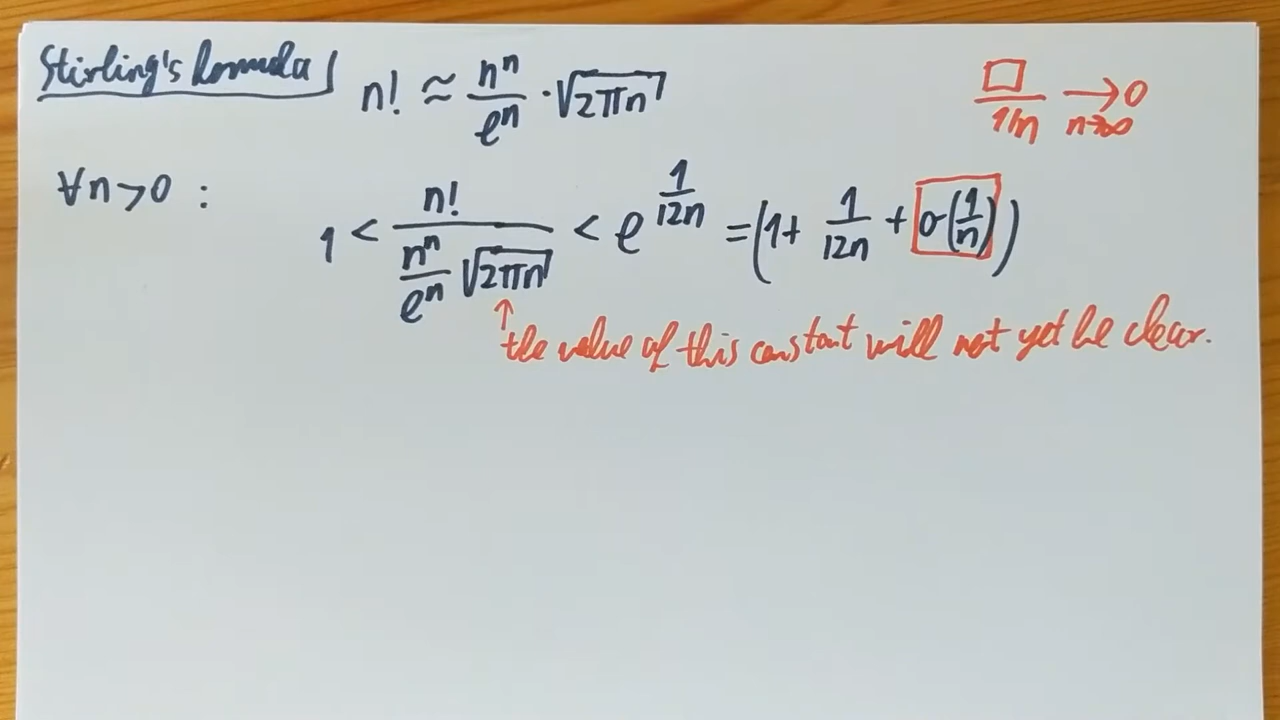 Stirling's formula n! ≈ n^n/e^n · √(2πn)
□/(1/n) →0 n→∞
∀n>0 : 1 < n!/(n^n/e^n √(2πn)) < e^(1/12n) = (1 + 1/12n + o(1/n))
↑ the value of this constant will not yet be clear.